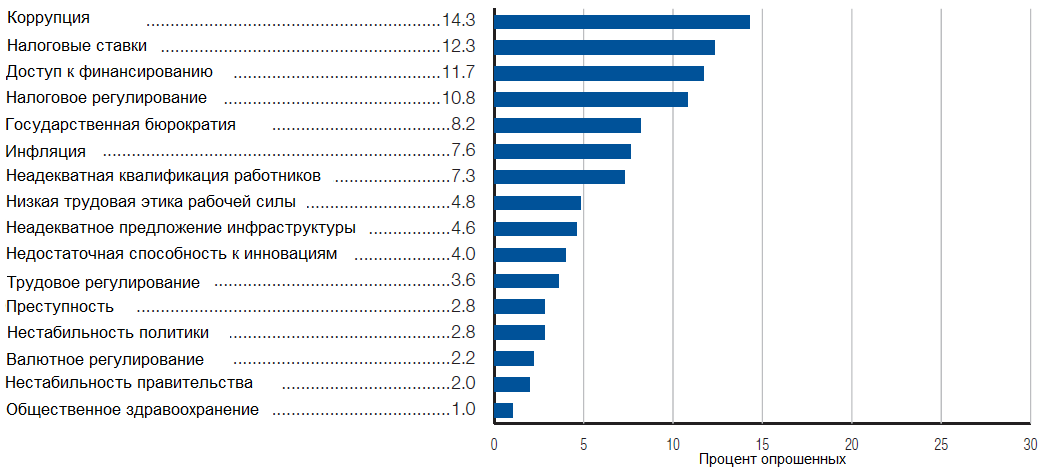 Коррупция ..........14.3
Налоговые ставки ..........12.3
Доступ к финансированию ..........11.7
Налоговое регулирование ..........10.8
Государственная бюрократия ..........8.2
Инфляция ..........7.6
Неадекватная квалификация работников ..........7.3
Низкая трудовая этика рабочей силы ..........4.8
Неадекватное предложение инфраструктуры ..........4.6
Недостаточная способность к инновациям ..........4.0
Трудовое регулирование ..........3.6
Преступность ..........2.8
Нестабильность политики ..........2.8
Валютное регулирование ..........2.2
Нестабильность правительства ..........2.0
Общественное здравоохранение ..........1.0
0 5 10 15 20 25 30
Процент опрошенных